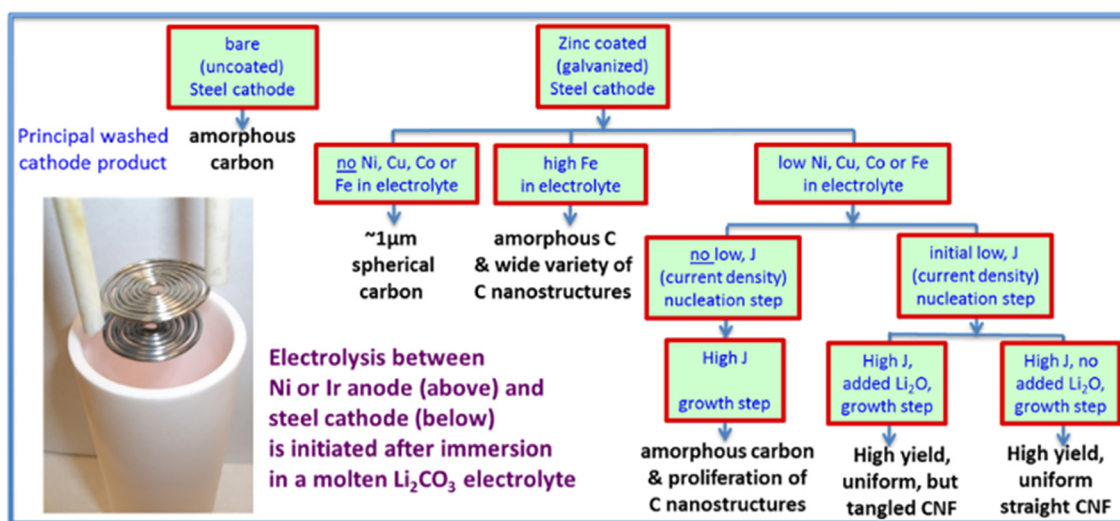 bare
(uncoated)
Steel cathode
Zinc coated
(galvanized)
Steel cathode
Principal washed
cathode product
amorphous
carbon
no Ni, Cu, Co or
Fe in electrolyte
high Fe
in electrolyte
low Ni, Cu, Co or Fe
in electrolyte
~1μm
spherical
carbon
amorphous C
& wide variety of
C nanostructures
no low, J
(current density)
nucleation step
initial low, J
(current density)
nucleation step
High J
growth step
High J,
added Li₂O,
growth step
High J, no
added Li₂O,
growth step
amorphous carbon
& proliferation of
C nanostructures
High yield,
uniform, but
tangled CNF
High yield,
uniform
straight CNF
Electrolysis between
Ni or Ir anode (above) and
steel cathode (below)
is initiated after immersion
in a molten Li₂CO₃ electrolyte